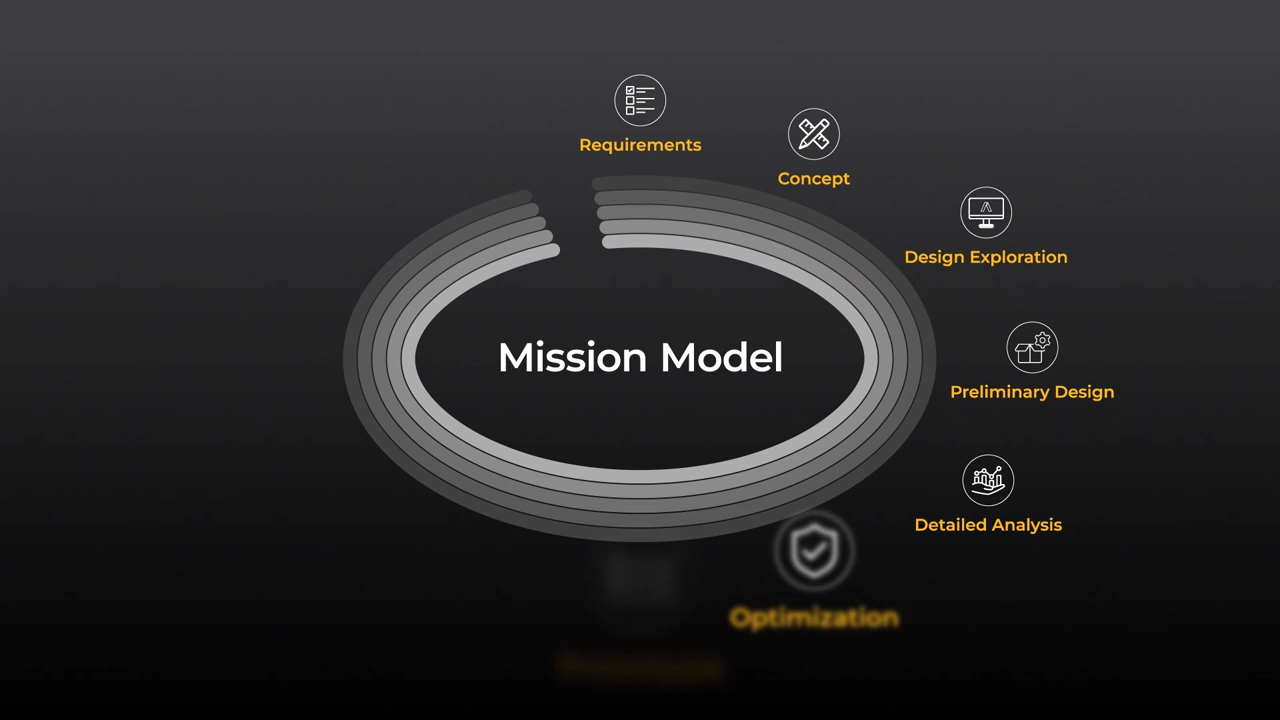 Requirements
Concept
Design Exploration
Mission Model
Preliminary Design
Detailed Analysis
Optimization